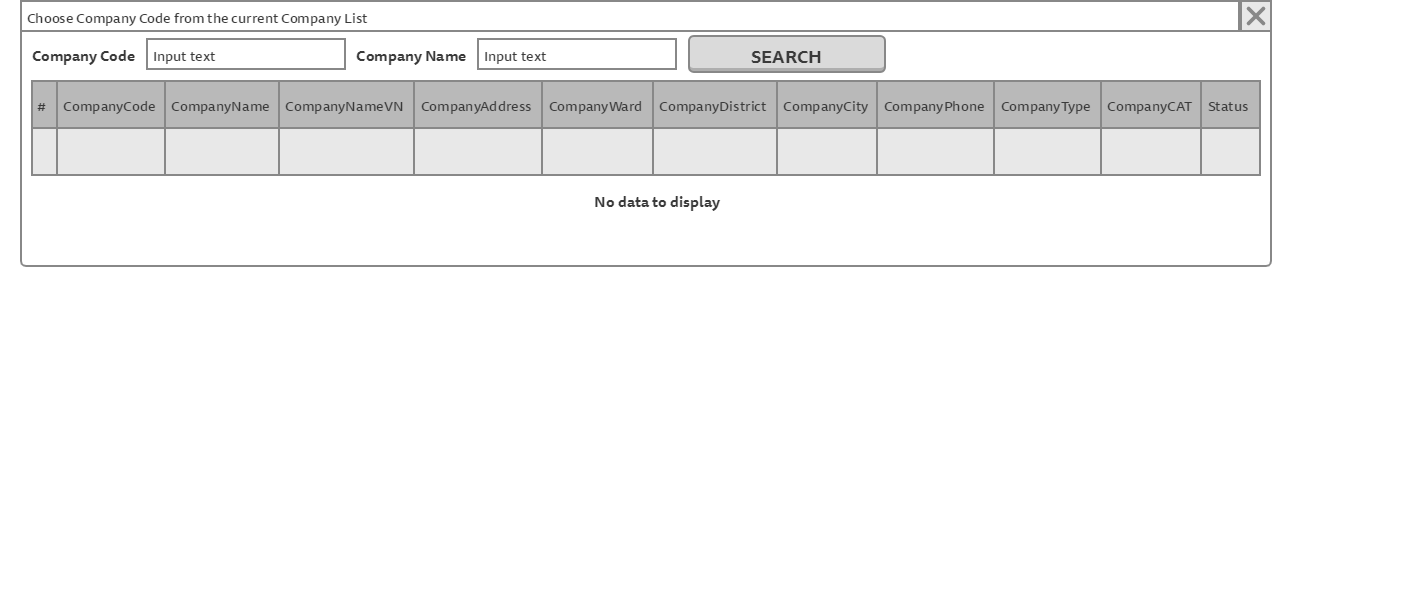 Choose Company Code from the current Company List
Company Code Input text Company Name Input text SEARCH
# CompanyCode CompanyName CompanyNameVN CompanyAddress CompanyWard CompanyDistrict CompanyCity CompanyPhone CompanyType CompanyCAT Status
No data to display